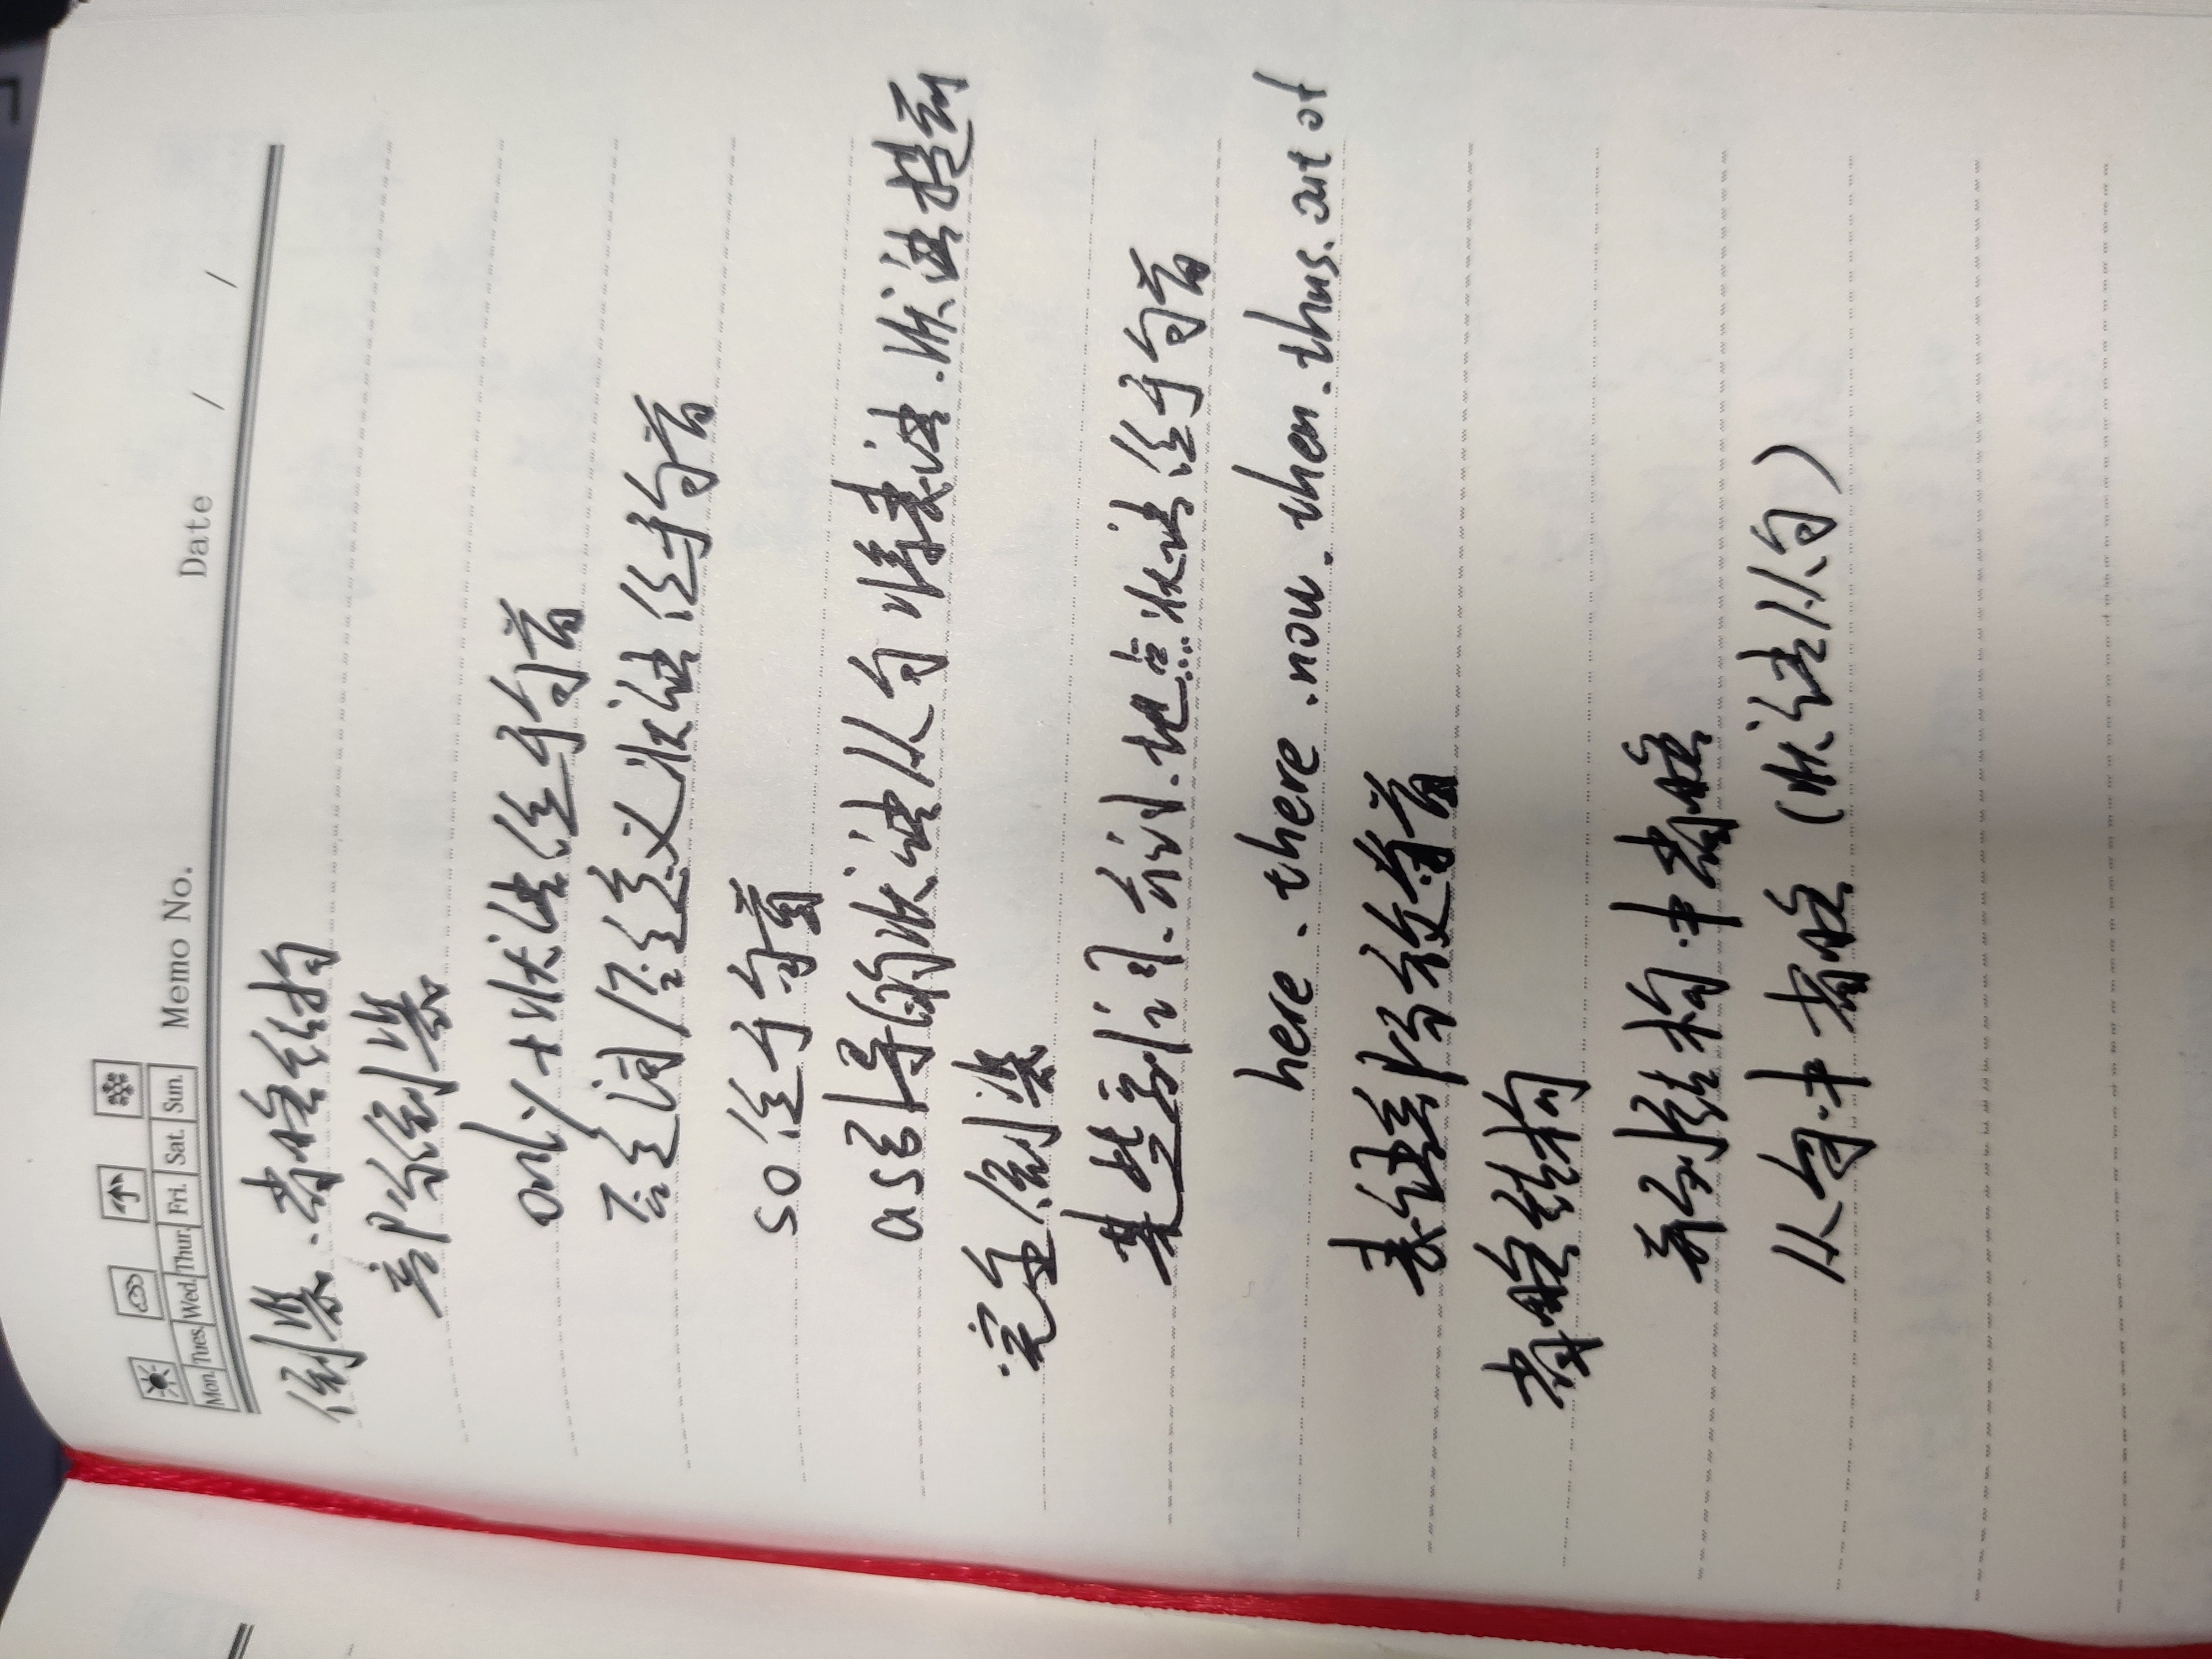 Mon. Tues. Wed. Thur. Fri. Sat. Sun. Memo No. Date / /
倒装.省略结构
部分倒装
only+状语位于句首
否定词/否定意义状语位于句首
so位于句首
as引导的状语从句将表语.状语提到
完全倒装
某些副词.介词.地点状语位于句首
here.there.now.then.thus.out of
表语部分放句首
省略结构
并列结构中省略
从句中省略(状语从句)